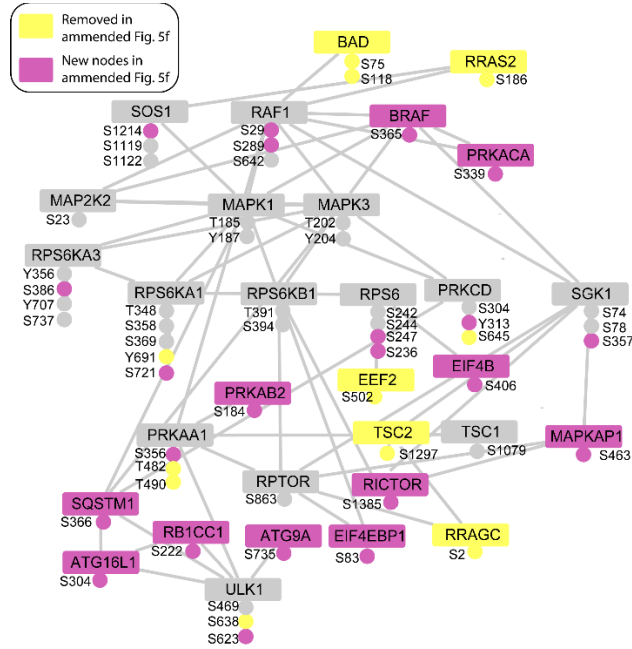 Removed in
ammended Fig. 5f
New nodes in
ammended Fig. 5f
BAD
S75
S118
RRAS2
S186
SOS1
S1214
S1119
S1122
RAF1
S29
S289
S642
BRAF
S365
PRKACA
S339
MAP2K2
S23
MAPK1
T185
Y187
MAPK3
T202
Y204
RPS6KA3
Y356
S386
Y707
S737
RPS6KA1
T348
S358
S369
Y691
S721
RPS6KB1
T391
S394
RPS6
S242
S244
S247
S236
PRKCD
S304
Y313
S645
SGK1
S74
S78
S357
EEF2
S502
EIF4B
S406
PRKAB2
S184
PRKAA1
S356
T482
T490
TSC2
S1297
TSC1
S1079
MAPKAP1
S463
RPTOR
S863
RICTOR
S1385
SQSTM1
S366
RB1CC1
S222
ATG9A
S735
EIF4EBP1
S83
RRAGC
S2
ATG16L1
S304
ULK1
S469
S638
S623